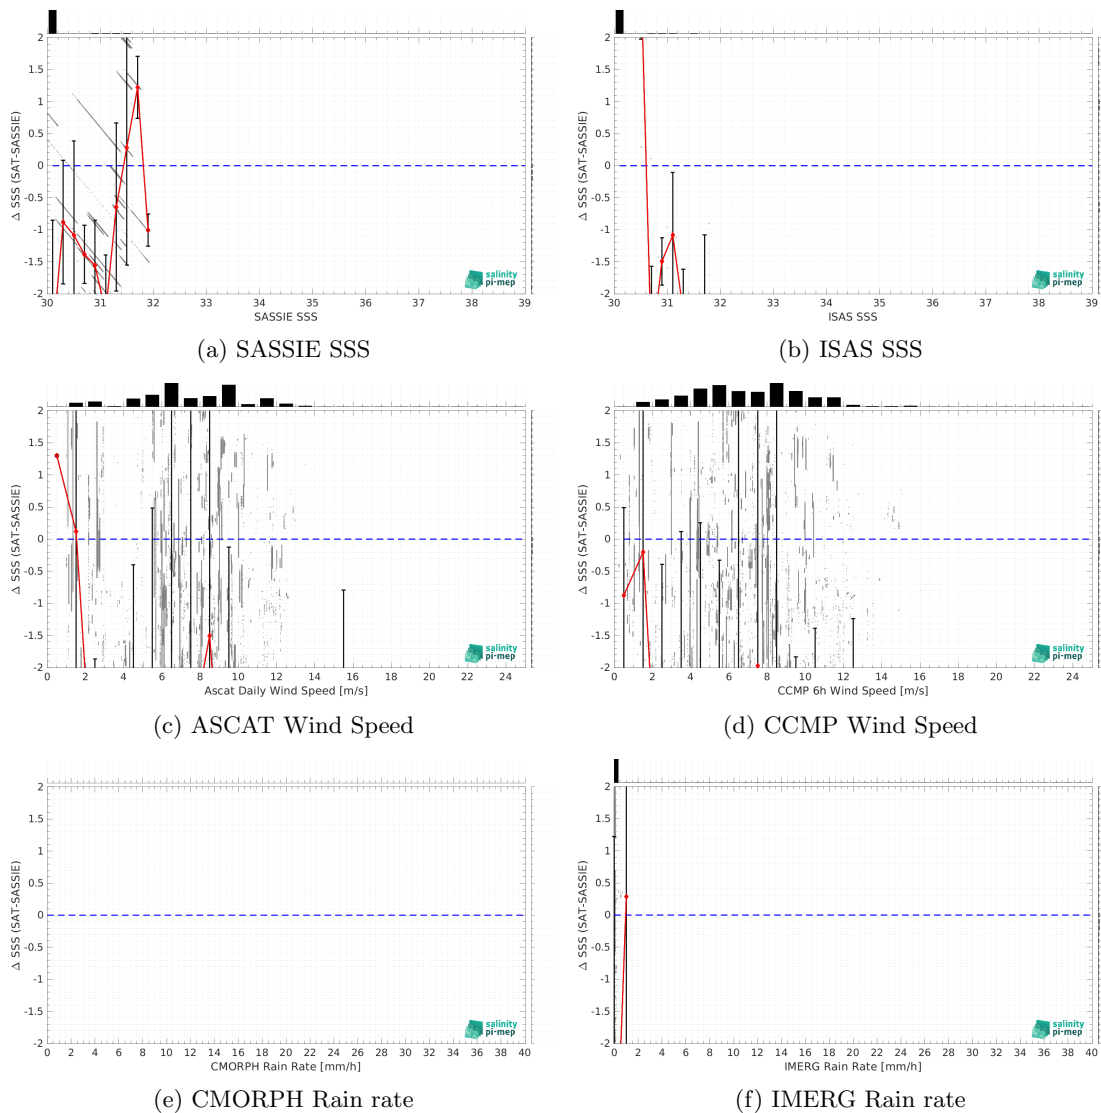 2
1.5
1
0.5
0
-0.5
-1
-1.5
-2
Δ SSS (SAT-SASSIE)
30 31 32 33 34 35 36 37 38 39
SASSIE SSS
salinity
pi-mep
(a) SASSIE SSS
2
1.5
1
0.5
0
-0.5
-1
-1.5
-2
Δ SSS (SAT-SASSIE)
30 31 32 33 34 35 36 37 38 39
ISAS SSS
salinity
pi-mep
(b) ISAS SSS
2
1.5
1
0.5
0
-0.5
-1
-1.5
-2
Δ SSS (SAT-SASSIE)
0 2 4 6 8 10 12 14 16 18 20 22 24
Ascat Daily Wind Speed [m/s]
salinity
pi-mep
(c) ASCAT Wind Speed
2
1.5
1
0.5
0
-0.5
-1
-1.5
-2
Δ SSS (SAT-SASSIE)
0 2 4 6 8 10 12 14 16 18 20 22 24
CCMP 6h Wind Speed [m/s]
salinity
pi-mep
(d) CCMP Wind Speed
2
1.5
1
0.5
0
-0.5
-1
-1.5
-2
Δ SSS (SAT-SASSIE)
0 2 4 6 8 10 12 14 16 18 20 22 24 26 28 30 32 34 36 38 40
CMORPH Rain Rate [mm/h]
salinity
pi-mep
(e) CMORPH Rain rate
2
1.5
1
0.5
0
-0.5
-1
-1.5
-2
Δ SSS (SAT-SASSIE)
0 2 4 6 8 10 12 14 16 18 20 22 24 26 28 30 32 34 36 38 40
IMERG Rain Rate [mm/h]
salinity
pi-mep
(f) IMERG Rain rate